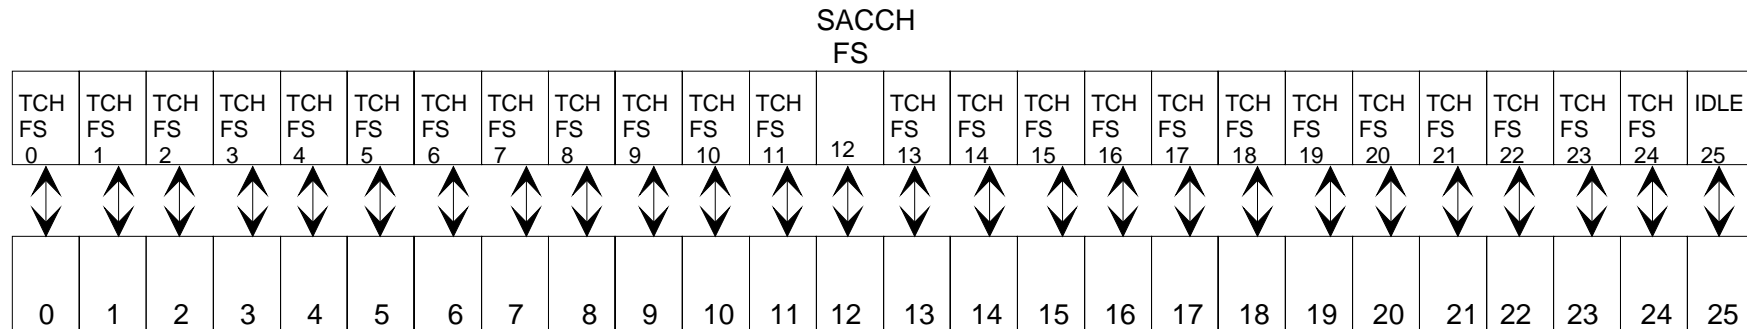 SACCH
FS
TCH TCH TCH TCH TCH TCH TCH TCH TCH TCH TCH TCH TCH TCH TCH TCH TCH TCH TCH TCH TCH TCH TCH TCH IDLE
FS FS FS FS FS FS FS FS FS FS FS FS FS FS FS FS FS FS FS FS FS FS FS FS
0 1 2 3 4 5 6 7 8 9 10 11 12 13 14 15 16 17 18 19 20 21 22 23 24 25
0 1 2 3 4 5 6 7 8 9 10 11 12 13 14 15 16 17 18 19 20 21 22 23 24 25